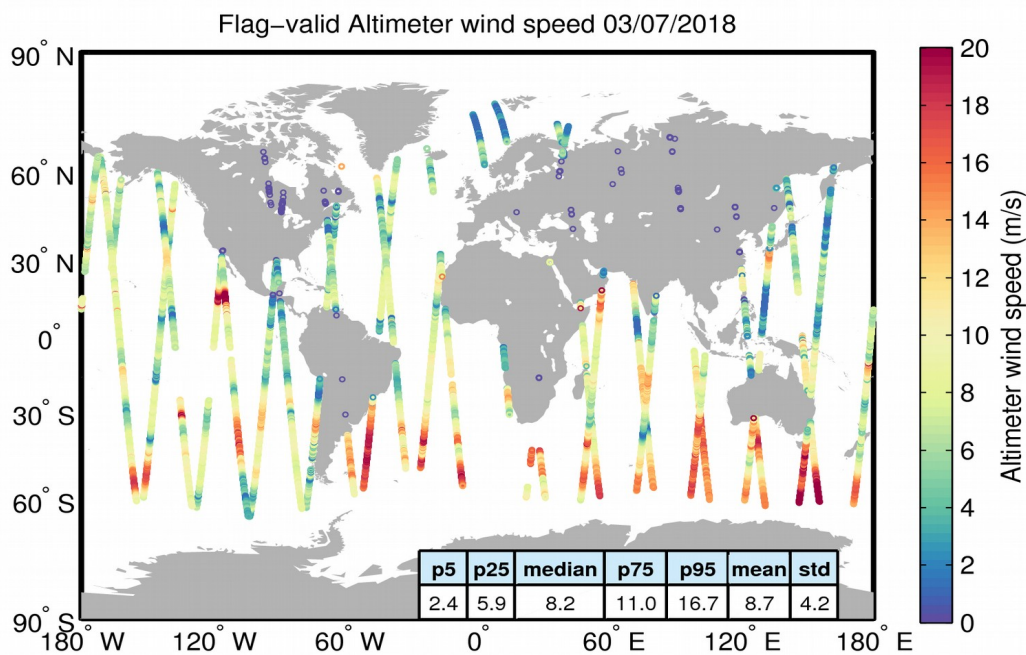 Flag−valid Altimeter wind speed 03/07/2018
90° N
60° N
30° N
0°
30° S
60° S
90° S
180° W
120° W
60° W
0°
60° E
120° E
180° E
p5 p25 median p75 p95 mean std
2.4 5.9 8.2 11.0 16.7 8.7 4.2
20
18
16
14
12
10
8
6
4
2
0
Altimeter wind speed (m/s)